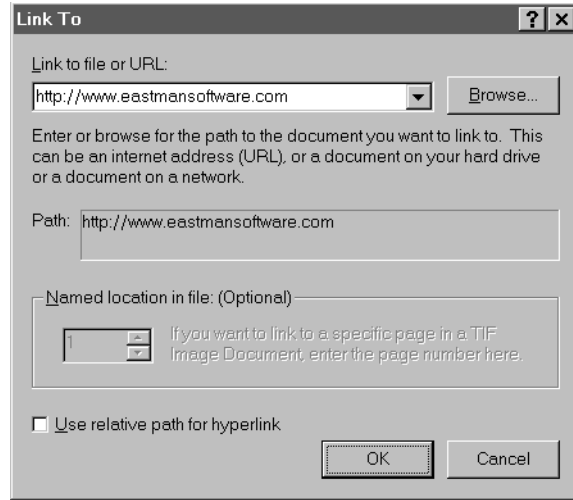 Link To
Link to file or URL:
http://www.eastmansoftware.com
Browse...
Enter or browse for the path to the document you want to link to. This
can be an internet address (URL), or a document on your hard drive
or a document on a network.
Path: http://www.eastmansoftware.com
Named location in file: (Optional)
1
If you want to link to a specific page in a TIF
Image Document, enter the page number here.
Use relative path for hyperlink
OK
Cancel